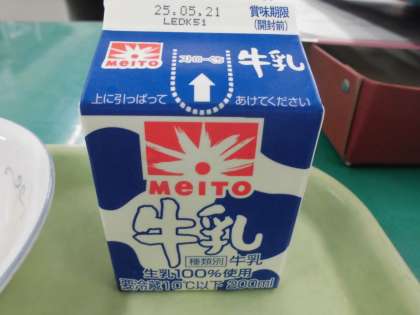 25.05.21
LEDK51
賞味期限
(開封前)
MEITO
ストローぐち
牛乳
上に引っぱって
あけてください
MEITO
牛乳
種類別 牛乳
生乳100%使用
要冷蔵10℃以下 200ml